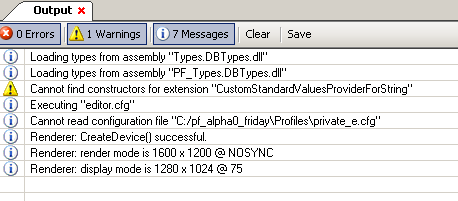 Output
0 Errors 1 Warnings 7 Messages Clear Save
Loading types from assembly "Types.DBTypes.dll"
Loading types from assembly "PF_Types.DBTypes.dll"
Cannot find constructors for extension "CustomStandardValuesProviderForString"
Executing "editor.cfg"
Cannot read configuration file "C:/pf_alpha0_friday\Profiles\private_e.cfg"
Renderer: CreateDevice() successful.
Renderer: render mode is 1600 x 1200 @ NOSYNC
Renderer: display mode is 1280 x 1024 @ 75